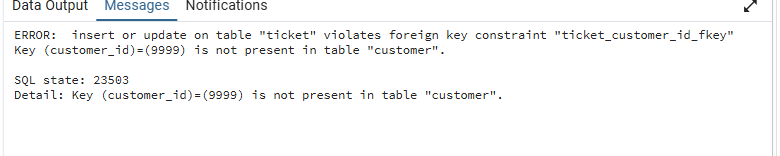 Data Output Messages Notifications
ERROR:  insert or update on table "ticket" violates foreign key constraint "ticket_customer_id_fkey"
Key (customer_id)=(9999) is not present in table "customer".
SQL state: 23503
Detail: Key (customer_id)=(9999) is not present in table "customer".